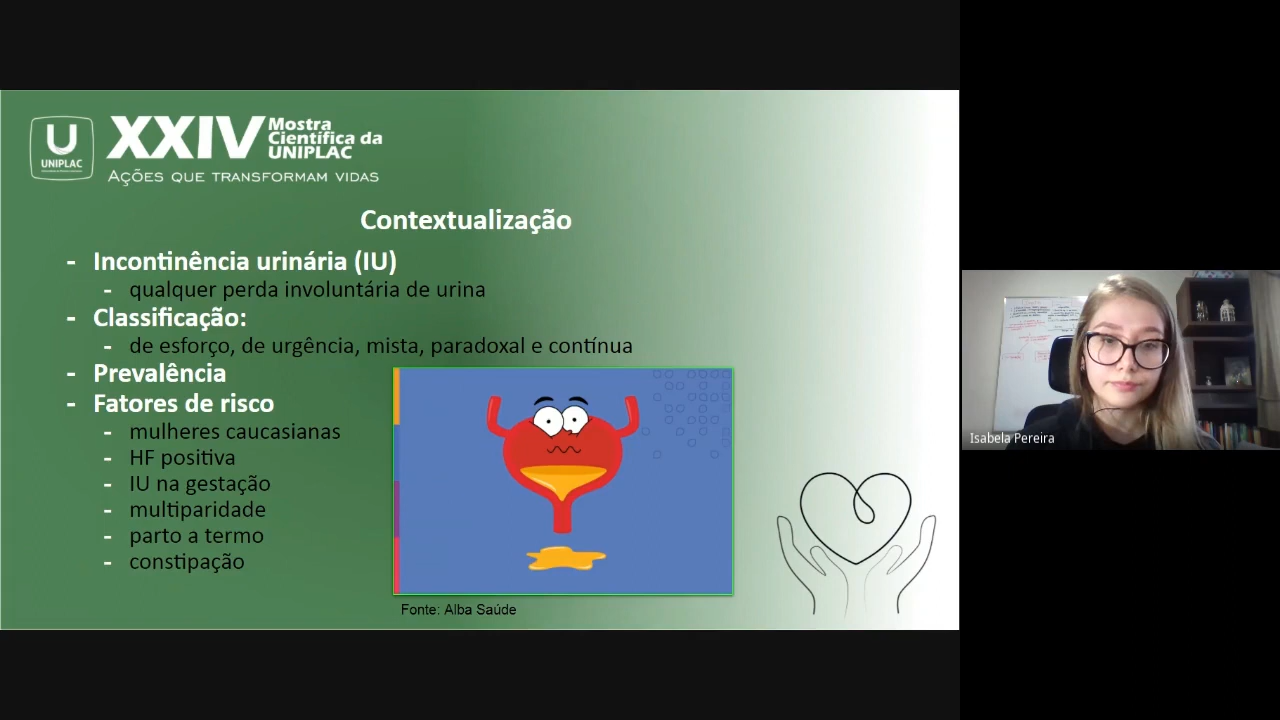 UNIPLAC
XXIV Mostra
Científica da
UNIPLAC
AÇÕES QUE TRANSFORMAM VIDAS
Contextualização
- Incontinência urinária (IU)
- qualquer perda involuntária de urina
- Classificação:
- de esforço, de urgência, mista, paradoxal e contínua
- Prevalência
- Fatores de risco
- mulheres caucasianas
- HF positiva
- IU na gestação
- multiparidade
- parto a termo
- constipação
Fonte: Alba Saúde
Isabela Pereira